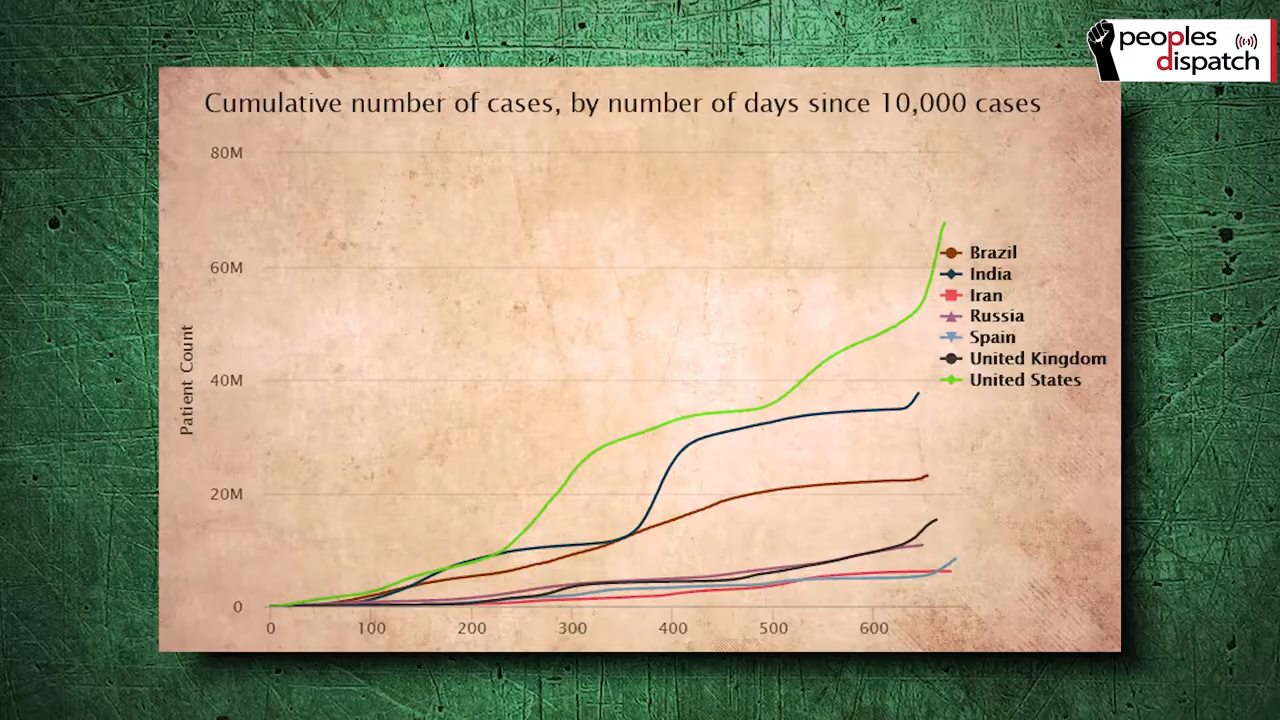 peoples
dispatch
Cumulative number of cases, by number of days since 10,000 cases
80M
60M
40M
20M
0
Patient Count
0 100 200 300 400 500 600
Brazil
India
Iran
Russia
Spain
United Kingdom
United States